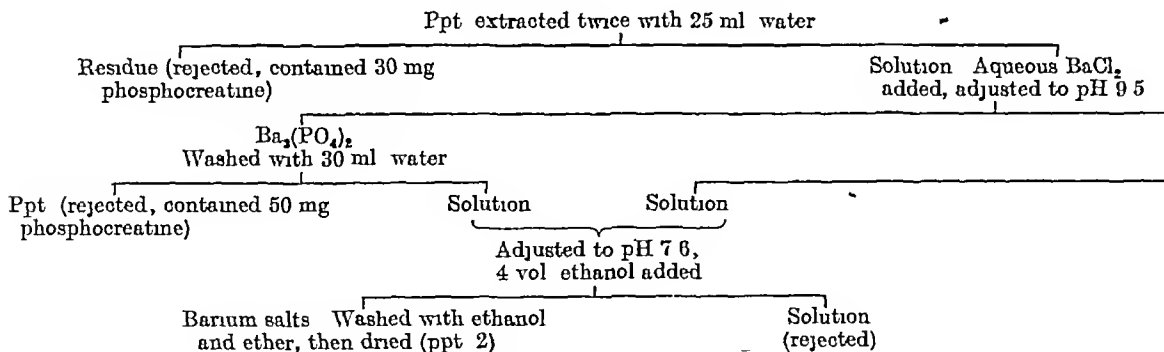 Ppt extracted twice with 25 ml water
Residue (rejected, contained 30 mg
phosphocreatine)
Solution Aqueous BaCl₂
added, adjusted to pH 9 5
Ba₃(PO₄)₂
Washed with 30 ml water
Ppt (rejected, contained 50 mg
phosphocreatine)
Solution
Solution
Adjusted to pH 7 6,
4 vol ethanol added
Barium salts Washed with ethanol
and ether, then dried (ppt 2)
Solution
(rejected)